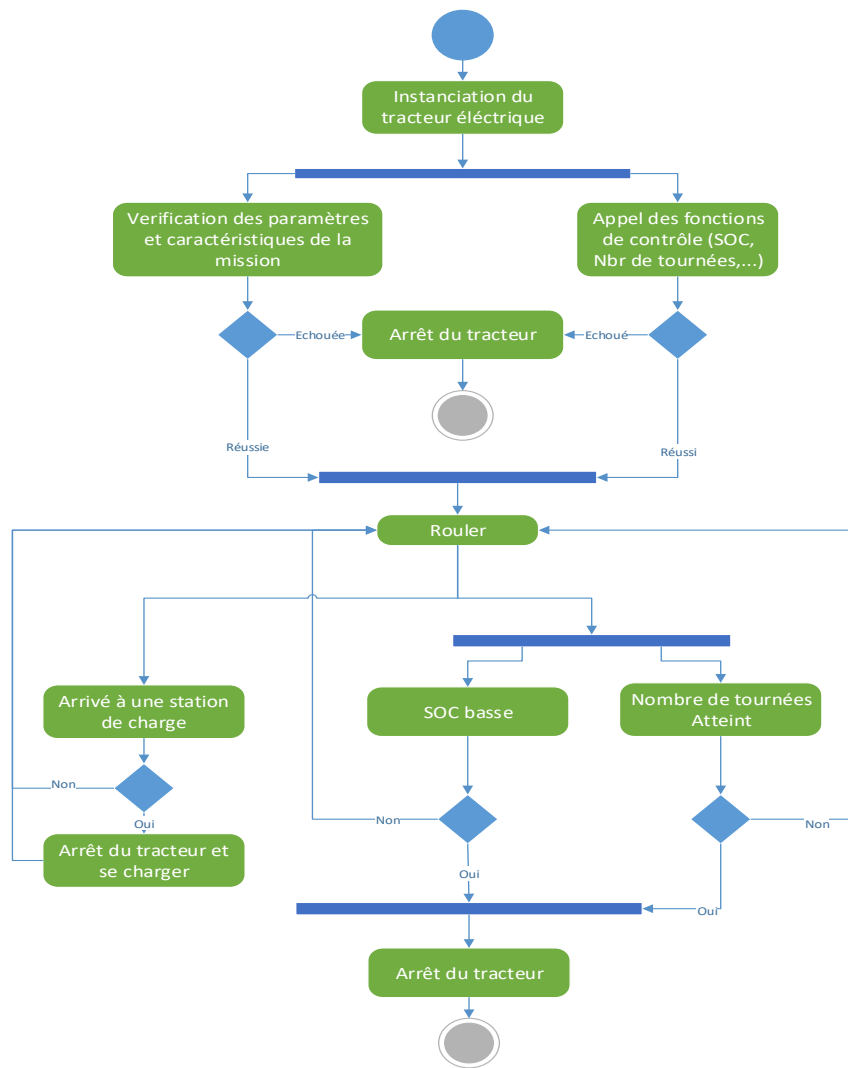 Instanciation du
tracteur éléctrique
Verification des paramètres
et caractéristiques de la
mission
Appel des fonctions
de contrôle (SOC,
Nbr de tournées,...)
Echouée
Arrêt du tracteur
Echoué
Réussie
Réussi
Rouler
Arrivé à une station
de charge
SOC basse
Nombre de tournées
Atteint
Non
Oui
Non
Non
Arrêt du tracteur et
se charger
Oui
Oui
Arrêt du tracteur